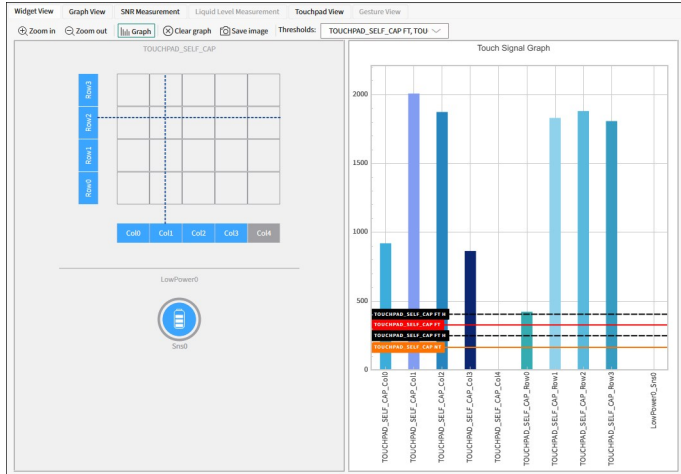 Widget View Graph View SNR Measurement Liquid Level Measurement Touchpad View Gesture View
Zoom in Zoom out Graph Clear graph Save image Thresholds: TOUCHPAD_SELF_CAP FT, TOU
TOUCHPAD_SELF_CAP
Row3
Row2
Row1
Row0
Col0 Col1 Col2 Col3 Col4
LowPower0
Sns0
Touch Signal Graph
2000
1500
1000
500
0
TOUCHPAD_SELF_CAP FT H
TOUCHPAD_SELF_CAP FT
TOUCHPAD_SELF_CAP FT H
TOUCHPAD_SELF_CAP NT
TOUCHPAD_SELF_CAP_Col0
TOUCHPAD_SELF_CAP_Col1
TOUCHPAD_SELF_CAP_Col2
TOUCHPAD_SELF_CAP_Col3
TOUCHPAD_SELF_CAP_Col4
TOUCHPAD_SELF_CAP_Row0
TOUCHPAD_SELF_CAP_Row1
TOUCHPAD_SELF_CAP_Row2
TOUCHPAD_SELF_CAP_Row3
LowPower0_Sns0